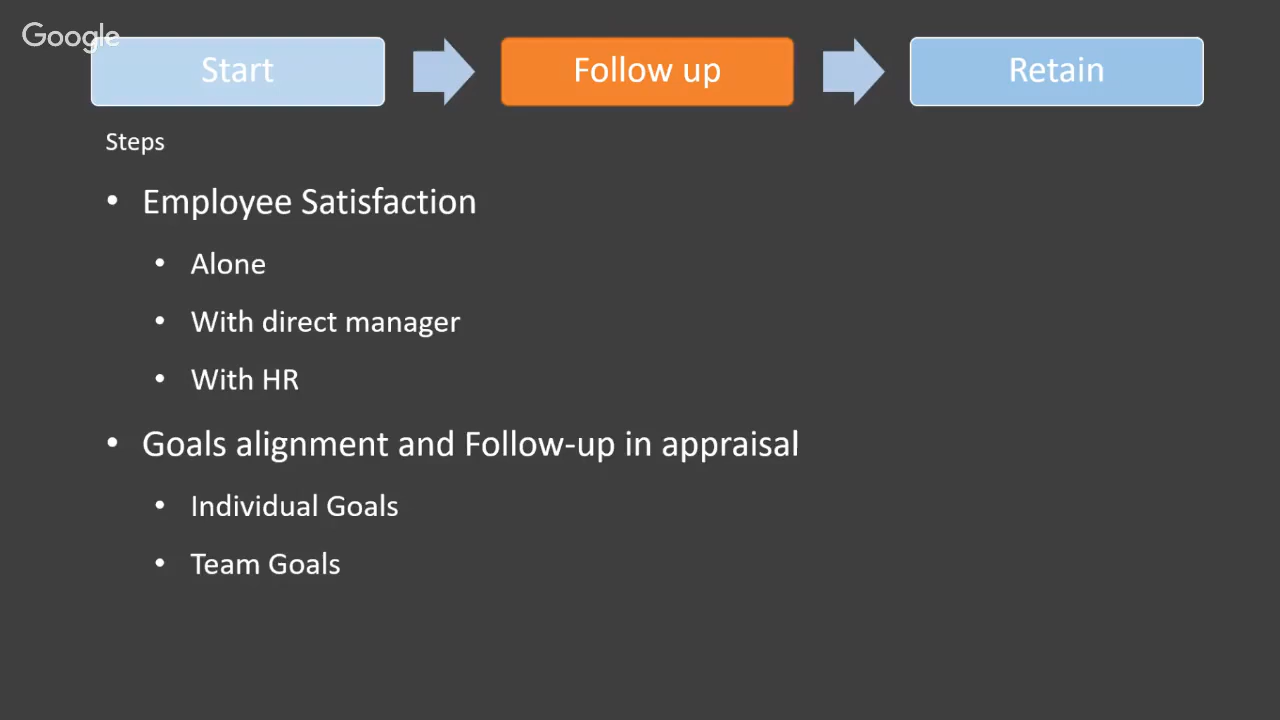 Google
Start
Follow up
Retain
Steps
• Employee Satisfaction
• Alone
• With direct manager
• With HR
• Goals alignment and Follow-up in appraisal
• Individual Goals
• Team Goals